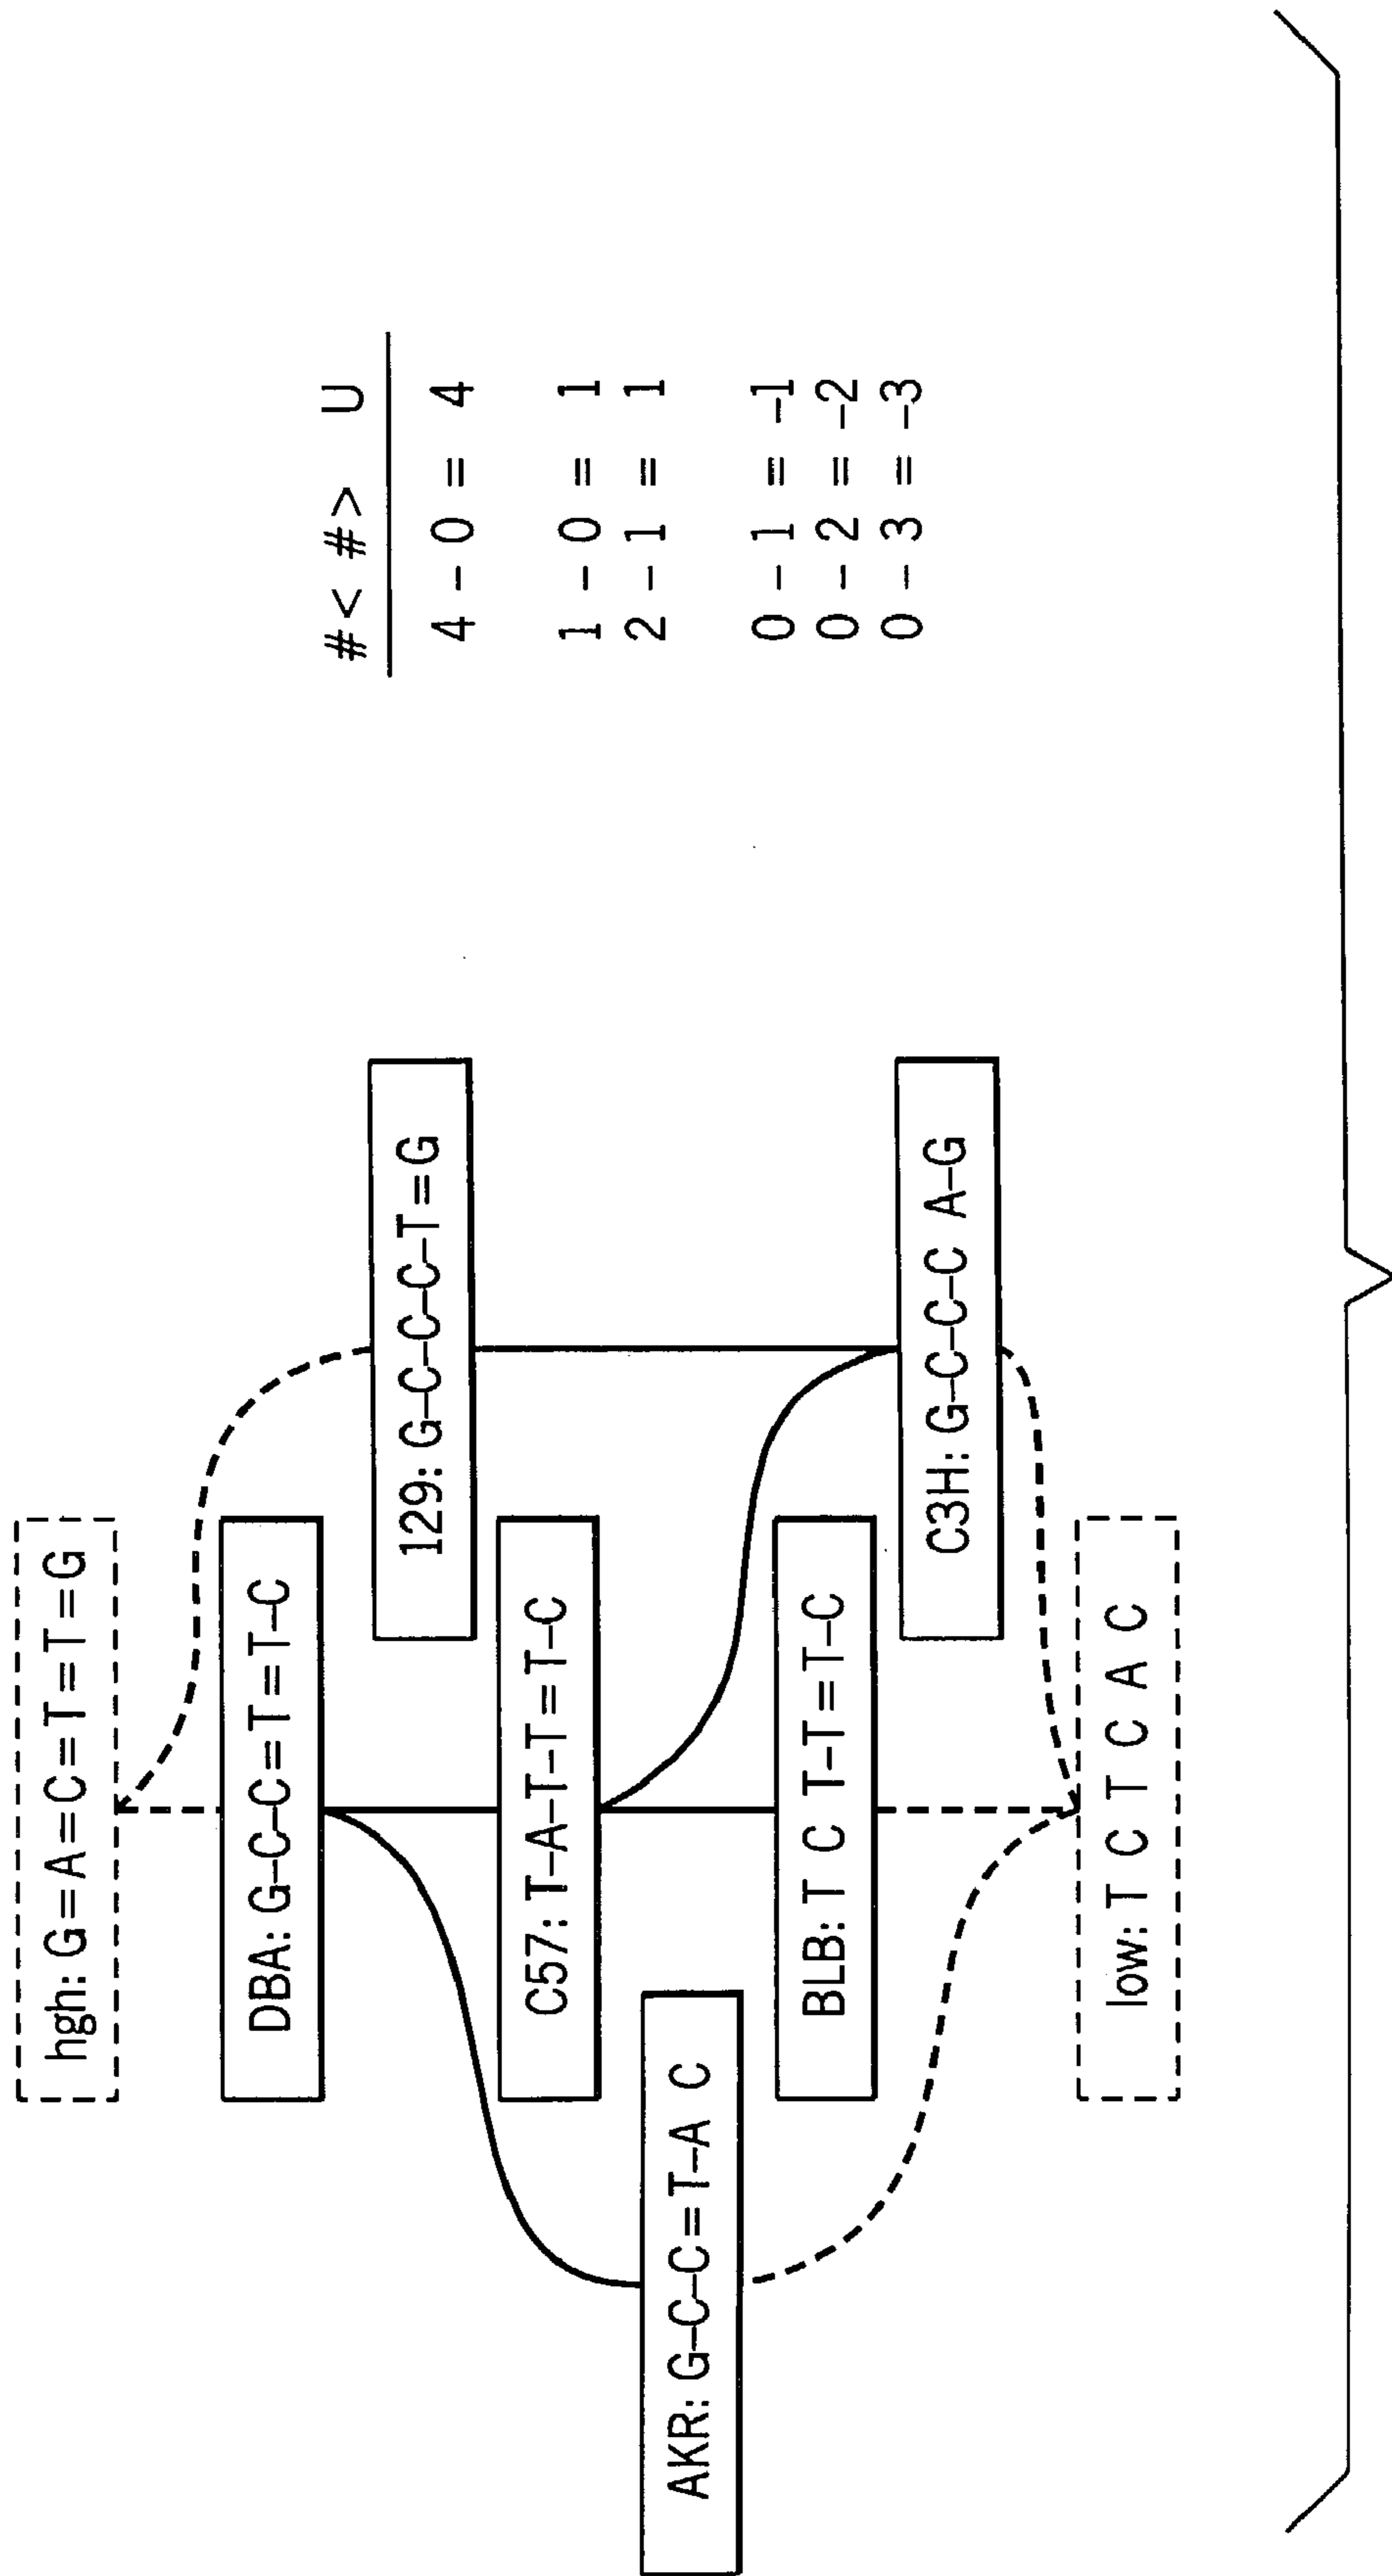 hgh: G=A=C=T=T=G
DBA: G-C-C=T=T-C
129: G-C-C-C-T=G
C57: T-A-T-T=T-C
AKR: G-C-C=T-A C
BLB: T C T-T=T-C
C3H: G-C-C-C A-G
low: T C T C A C
#< #> U
4 - 0 = 4
1 - 0 = 1
2 - 1 = 1
0 - 1 = -1
0 - 2 = -2
0 - 3 = -3